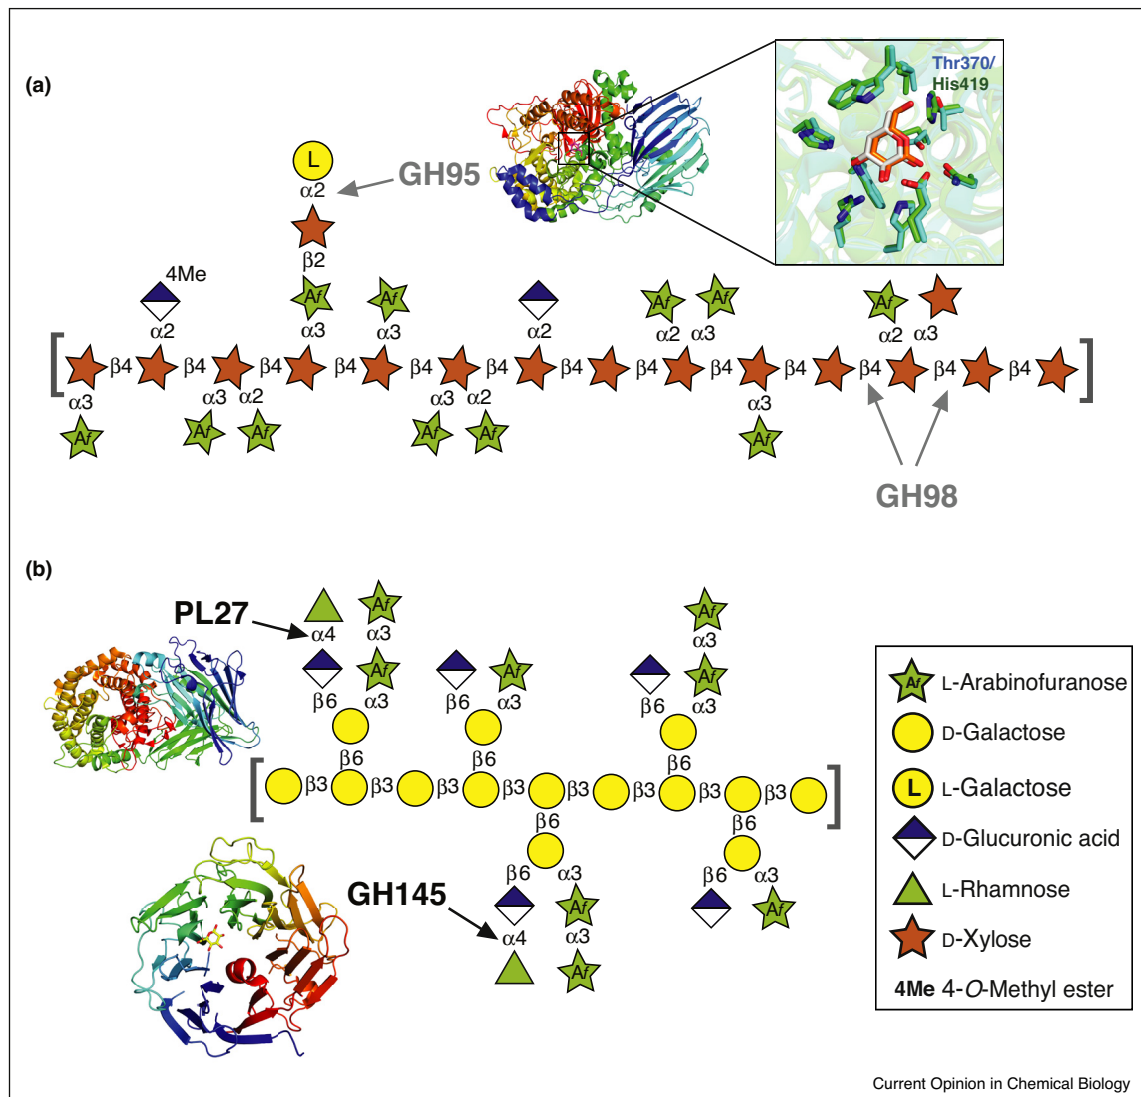 (a)
Thr370/
His419
L
α2
GH95
β2
4Me
Af Af Af Af Af
α2 α3 α3 α2 α2 α3 α2 α3
β4 β4 β4 β4 β4 β4 β4 β4 β4 β4 β4 β4 β4
α3 α3 α2 α3 α2 α3
Af Af Af Af Af Af
GH98
(b)
PL27
Af Af
α4 α3 α3
Af Af Af
β6 α3 β6 α3 β6 α3
β6 β6 β6
β3 β3 β3 β3 β3 β3 β3 β3
β6 β6
β6 α3 β6 α3
GH145
Af Af
α4 α3
Af
Af L-Arabinofuranose
D-Galactose
L L-Galactose
D-Glucuronic acid
L-Rhamnose
D-Xylose
4Me 4-O-Methyl ester
Current Opinion in Chemical Biology